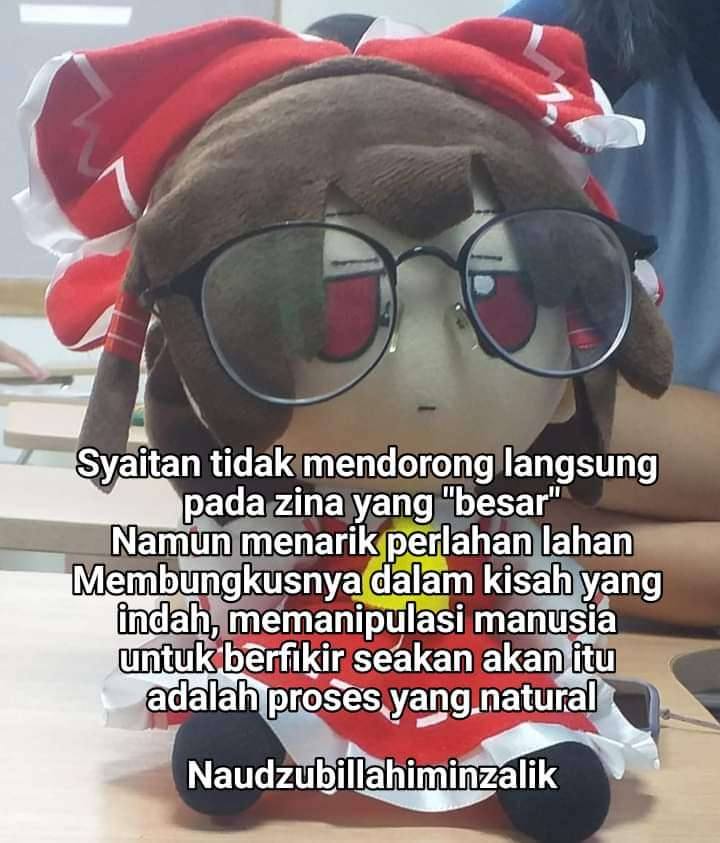 Syaitan tidak mendorong langsung
pada zina yang "besar"
Namun menarik perlahan lahan
Membungkusnya dalam kisah yang
indah, memanipulasi manusia
untuk berfikir seakan akan itu
adalah proses yang natural
Naudzubillahiminzalik